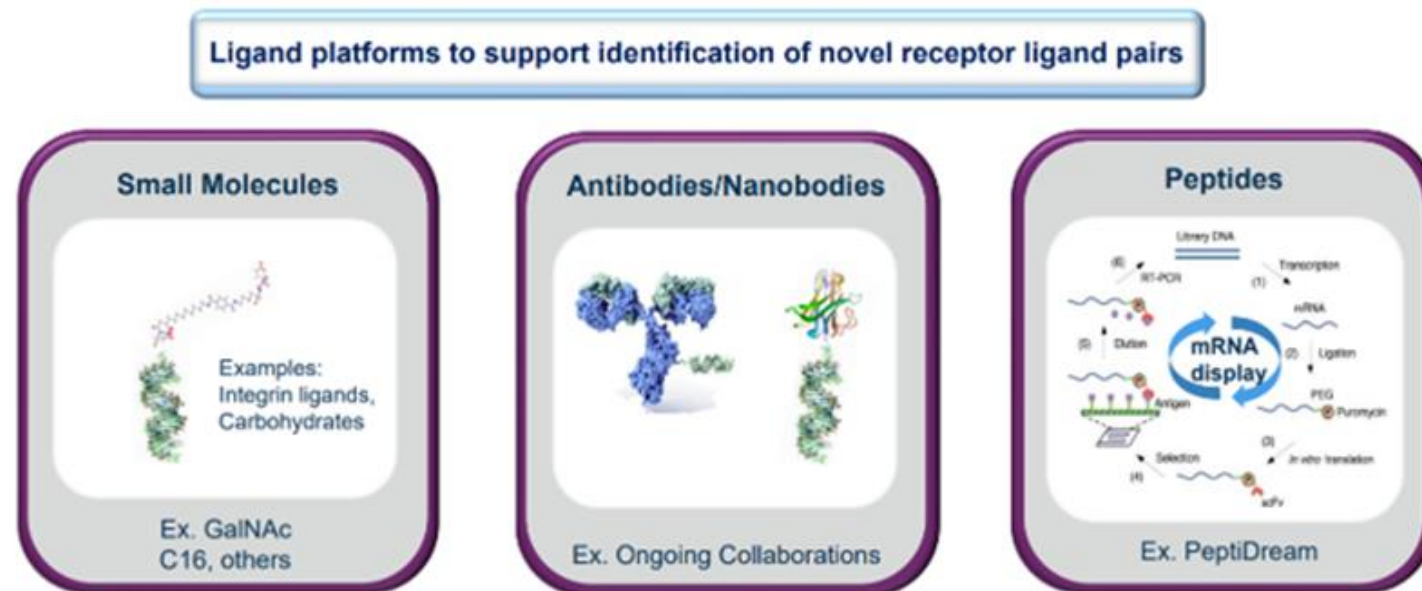 Ligand platforms to support identification of novel receptor ligand pairs
Small Molecules
Examples:
Integrin ligands,
Carbohydrates
Ex. GalNAc
C16, others
Antibodies/Nanobodies
Ex. Ongoing Collaborations
Peptides
Library DNA
(6)
RT-PCR
Transcription
(1)
mRNA
(5)
Elution
mRNA
display
(2)
Ligation
PEG
Antigen
P
Puromycin
(3)
Selection
In vitro translation
(4)
scFv
Ex. PeptiDream